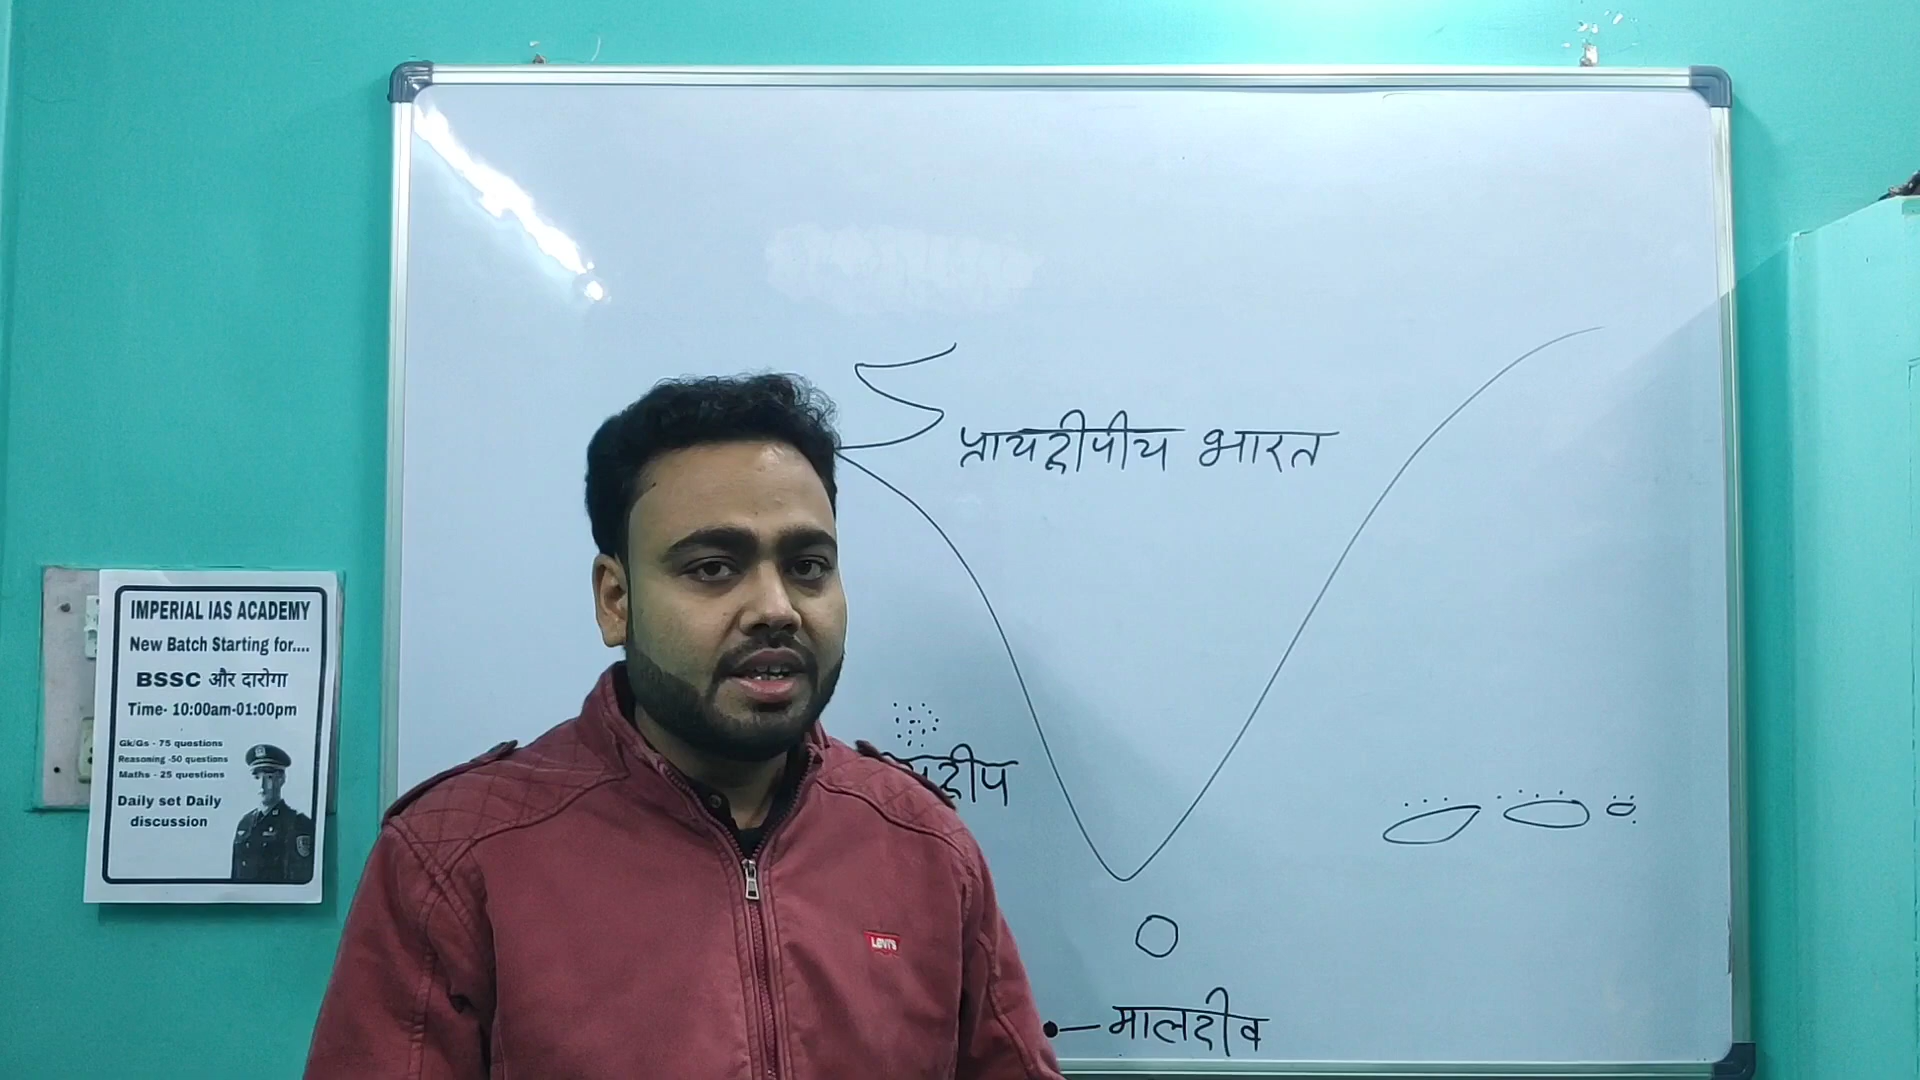 प्रायद्वीपीय भारत
मालदीव
IMPERIAL IAS ACADEMY
New Batch Starting for....
BSSC और दारोगा
Time- 10:00am-01:00pm
Gk/Gs - 75 questions
Reasoning -50 questions
Maths - 25 questions
Daily set Daily
discussion
Levi's